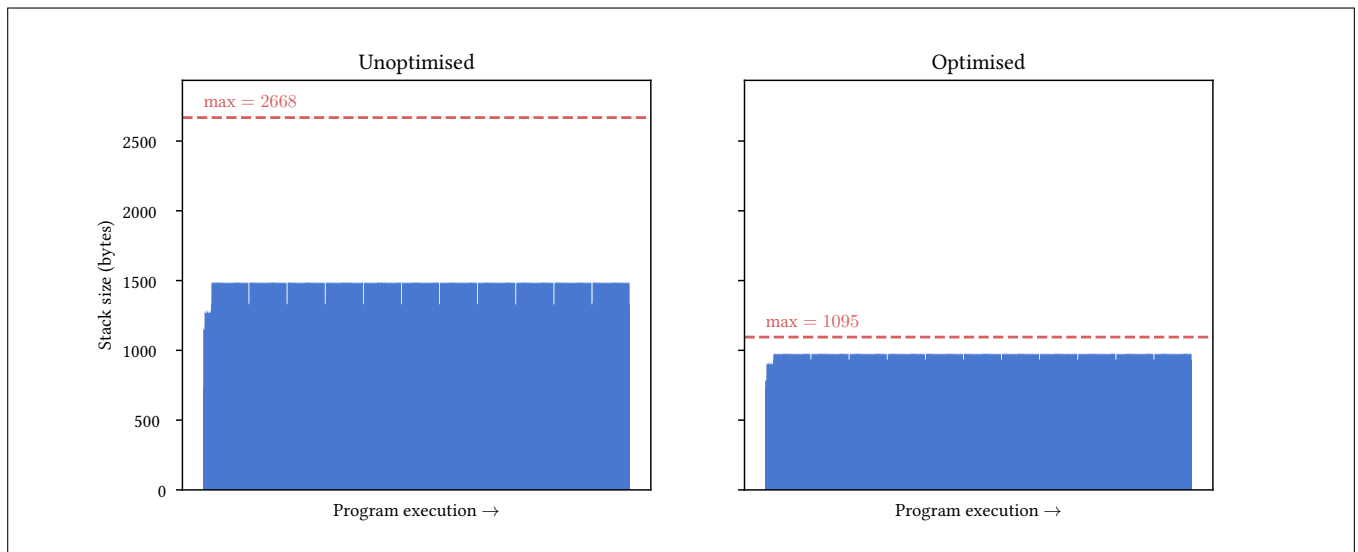 Unoptimised
max = 2668
2500
2000
1500
1000
500
0
Stack size (bytes)
Program execution →
Optimised
max = 1095
Program execution →